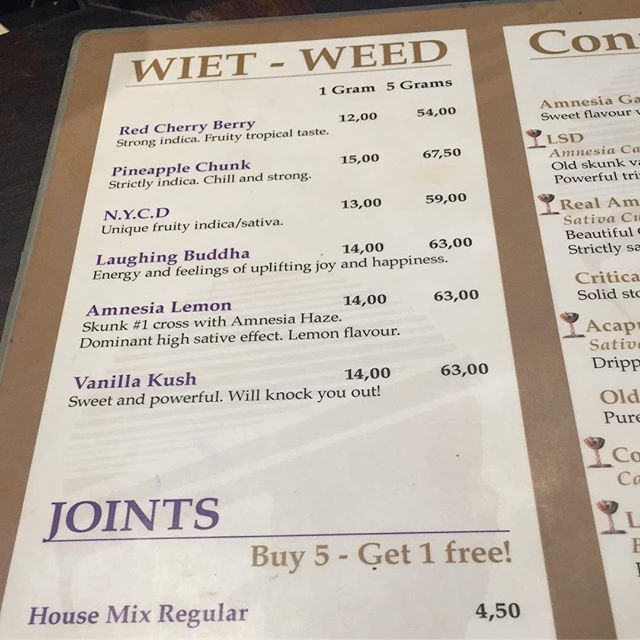 WIET - WEED
1 Gram 5 Grams
Red Cherry Berry 12,00 54,00
Strong indica. Fruity tropical taste.
Pineapple Chunk 15,00 67,50
Strictly indica. Chill and strong.
N.Y.C.D 13,00 59,00
Unique fruity indica/sativa.
Laughing Buddha 14,00 63,00
Energy and feelings of uplifting joy and happiness.
Amnesia Lemon 14,00 63,00
Skunk #1 cross with Amnesia Haze.
Dominant high sative effect. Lemon flavour.
Vanilla Kush 14,00 63,00
Sweet and powerful. Will knock you out!
JOINTS
Buy 5 - Get 1 free!
House Mix Regular 4,50
Amnesia
Sweet flavour
LSD
Amnesia
Old skunk
Powerful
Real
Sativa
Beautiful
Strictly
Solid
Old